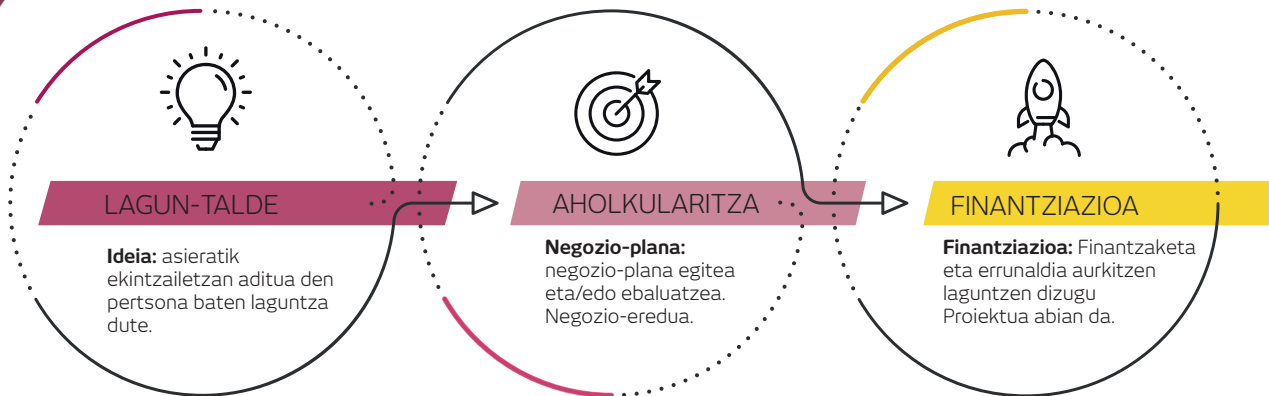 LAGUN-TALDE
Ideia: asieratik
ekintzailetzan aditua den
pertsona baten laguntza
dute.
AHOLKULARITZA
Negozio-plana:
negozio-plana egitea
eta/edo ebaluatzea.
Negozio-eredua.
FINANTZIAZIOA
Finantziazioa: Finantzaketa
eta errunaldia aurkitzen
laguntzen dizugu
Proiektua abian da.